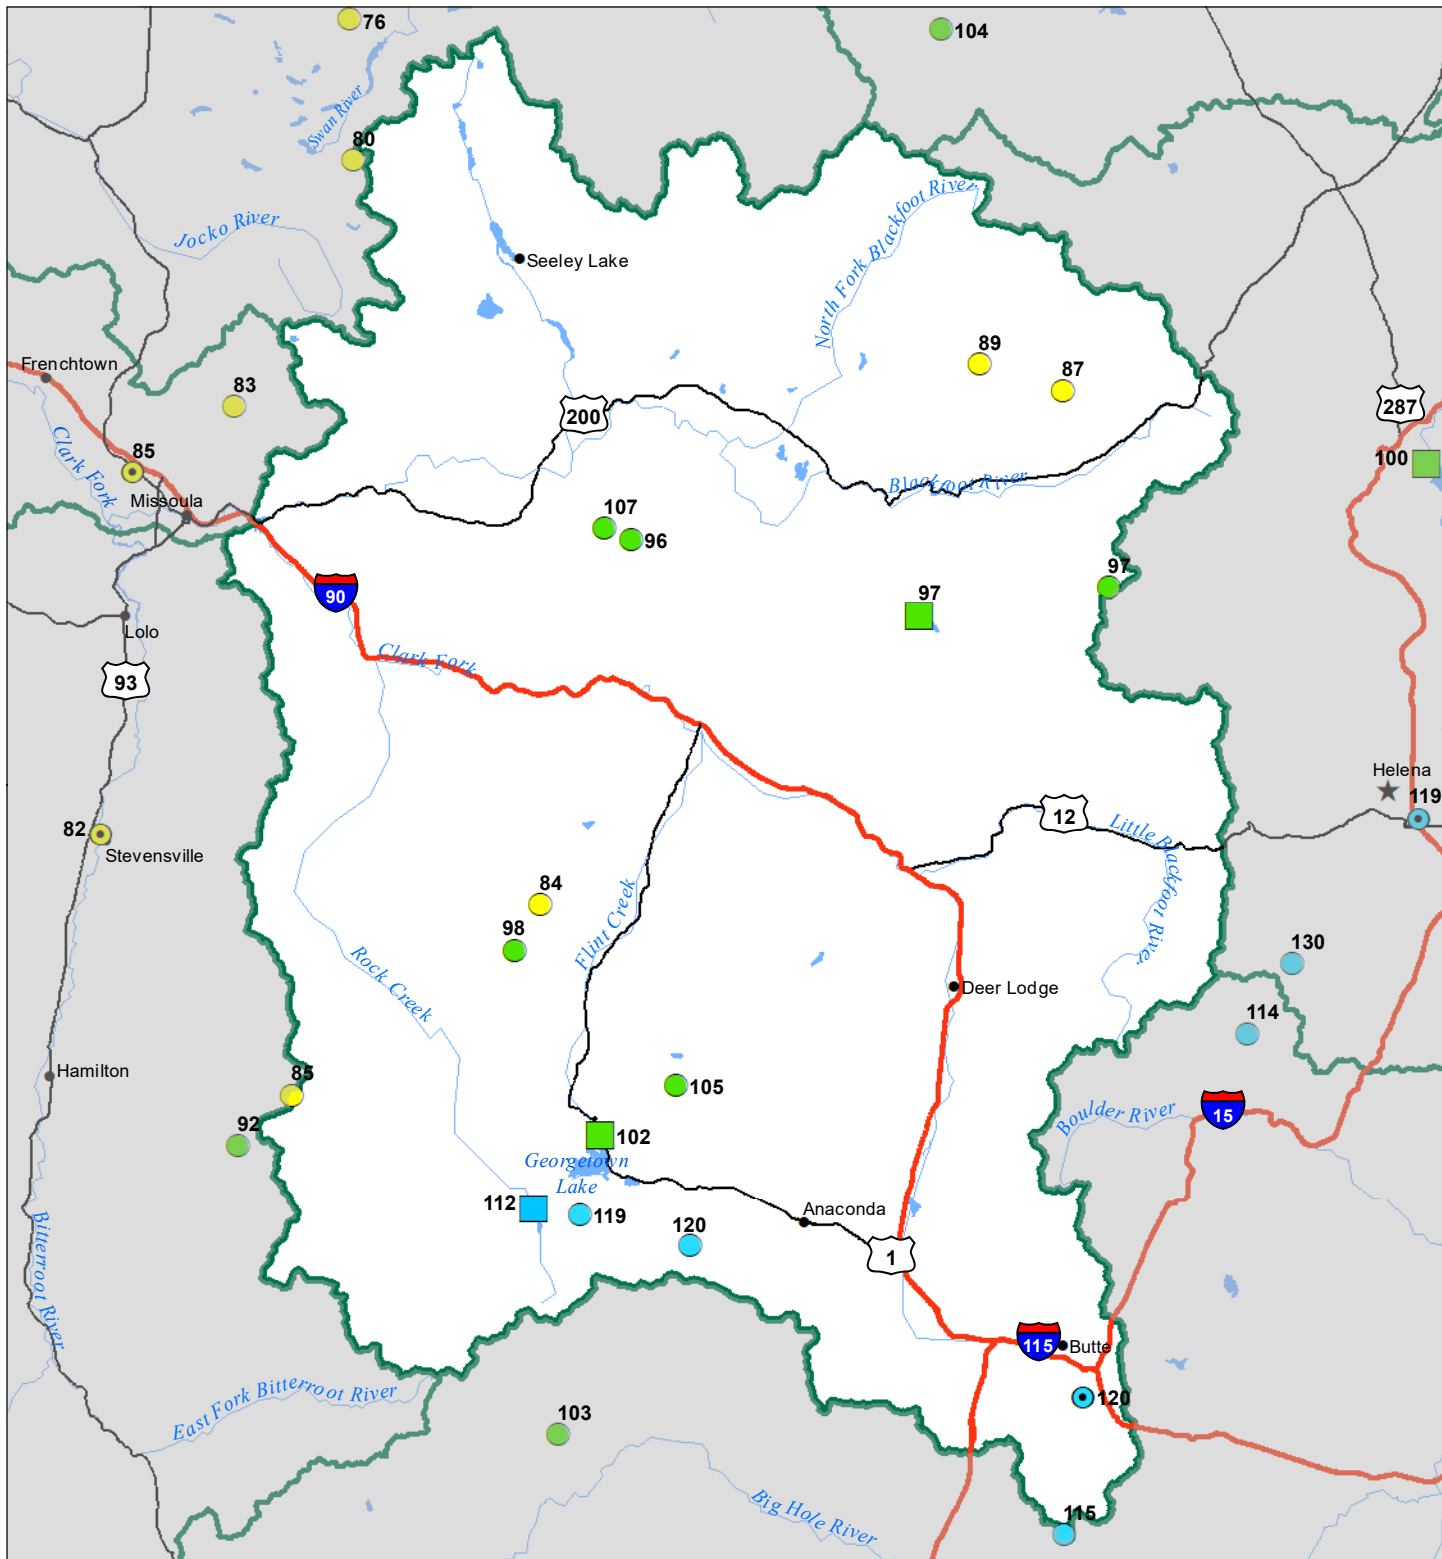 76
104
Swan River
80
Jocko River
North Fork Blackfoot River
Seeley Lake
Frenchtown
83
89
87
200
287
Clark Fork
85
100
Missoula
Blackfoot River
107
96
97
97
90
Lolo
Clark Fork
93
Helena
119
12
Little Blackfoot River
82
Stevensville
84
Flint Creek
98
130
Rock Creek
Deer Lodge
114
Hamilton
85
105
15
Boulder River
92
102
Georgetown
Lake
112
119
Anaconda
120
1
Bitterroot River
115
Butte
East Fork Bitterroot River
120
103
Big Hole River
115